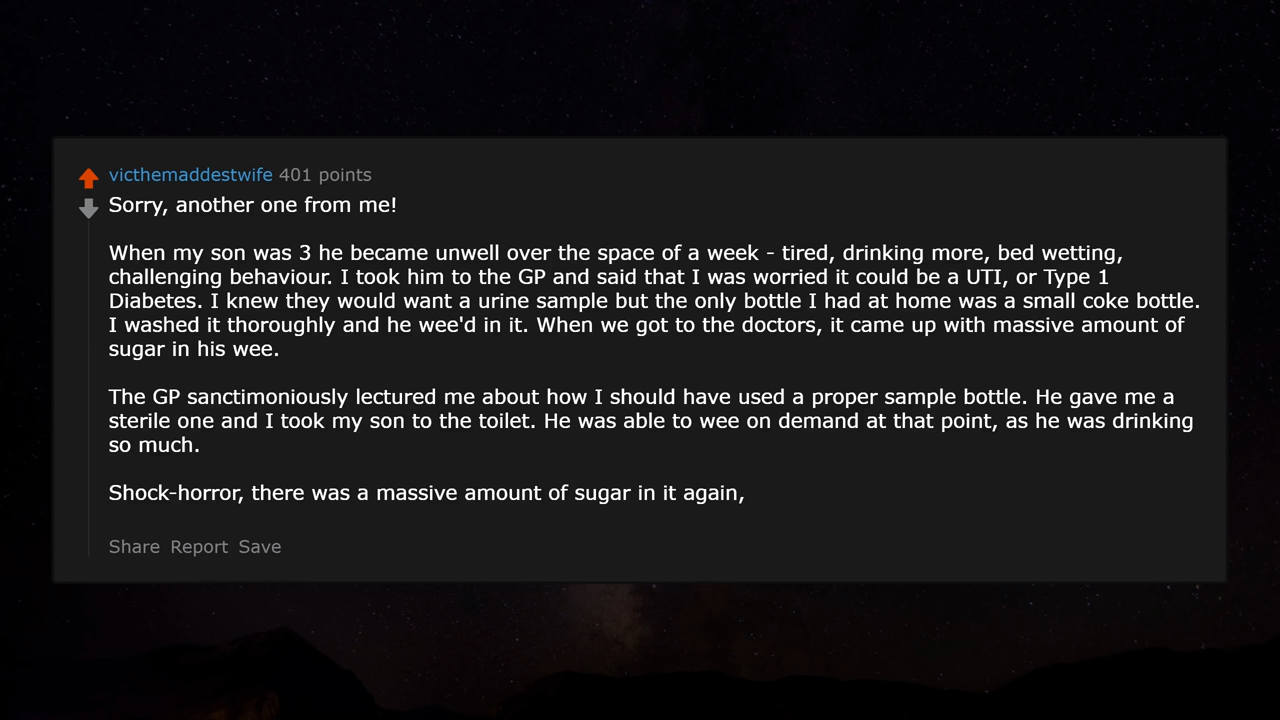 victhemaddestwife 401 points
Sorry, another one from me!
When my son was 3 he became unwell over the space of a week - tired, drinking more, bed wetting,
challenging behaviour. I took him to the GP and said that I was worried it could be a UTI, or Type 1
Diabetes. I knew they would want a urine sample but the only bottle I had at home was a small coke bottle.
I washed it thoroughly and he wee'd in it. When we got to the doctors, it came up with massive amount of
sugar in his wee.
The GP sanctimoniously lectured me about how I should have used a proper sample bottle. He gave me a
sterile one and I took my son to the toilet. He was able to wee on demand at that point, as he was drinking
so much.
Shock-horror, there was a massive amount of sugar in it again,
Share Report Save